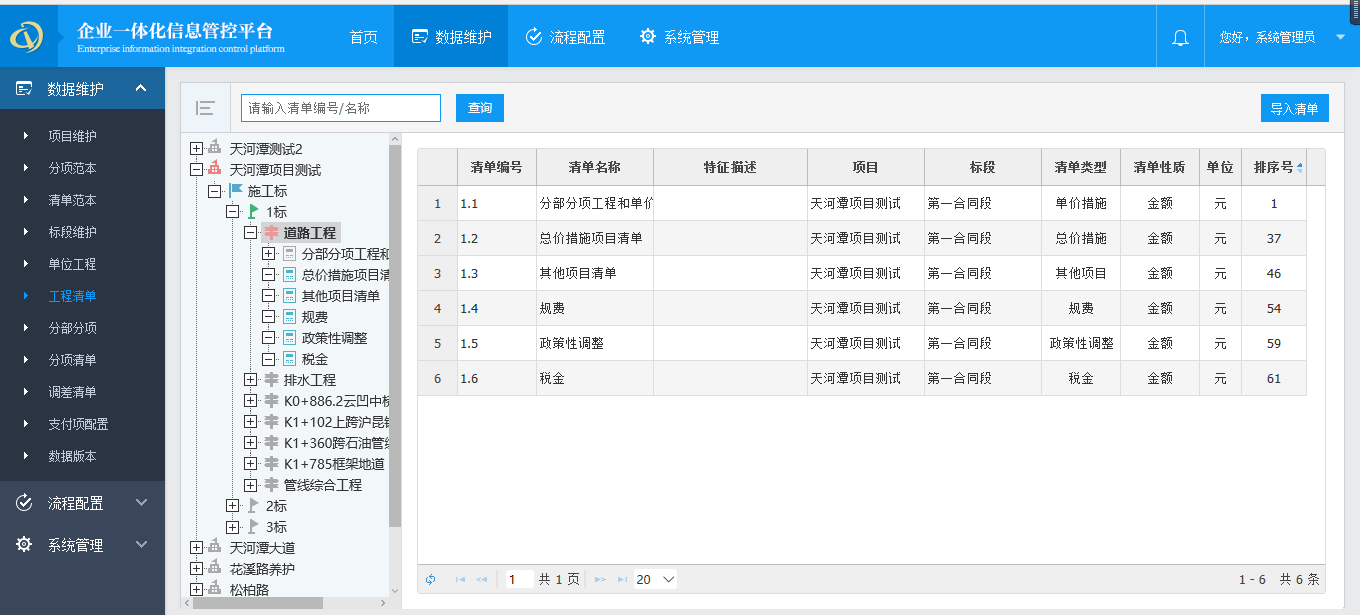 企业一体化信息管控平台
Enterprise information integration control platform
首页
数据维护
流程配置
系统管理
您好，系统管理员
数据维护
项目维护
分项范本
清单范本
标段维护
单位工程
工程清单
分部分项
分项清单
调差清单
支付项配置
数据版本
流程配置
系统管理
请输入清单编号/名称
查询
导入清单
天河潭测试2
天河潭项目测试
施工标
1标
道路工程
分部分项工程和
总价措施项目清
其他项目清单
规费
政策性调整
税金
排水工程
K0+886.2云凹中桥
K1+102上跨沪昆
K1+360跨石油管
K1+785框架地道
管线综合工程
2标
3标
天河潭大道
花溪路养护
松柏路
清单编号 清单名称 特征描述 项目 标段 清单类型 清单性质 单位 排序号
1 1.1 分部分项工程和单价 天河潭项目测试 第一合同段 单价措施 金额 元 1
2 1.2 总价措施项目清单 天河潭项目测试 第一合同段 总价措施 金额 元 37
3 1.3 其他项目清单 天河潭项目测试 第一合同段 其他项目 金额 元 46
4 1.4 规费 天河潭项目测试 第一合同段 规费 金额 元 54
5 1.5 政策性调整 天河潭项目测试 第一合同段 政策性调整 金额 元 59
6 1.6 税金 天河潭项目测试 第一合同段 税金 金额 元 61
1 共 1 页 20
1 - 6 共 6 条